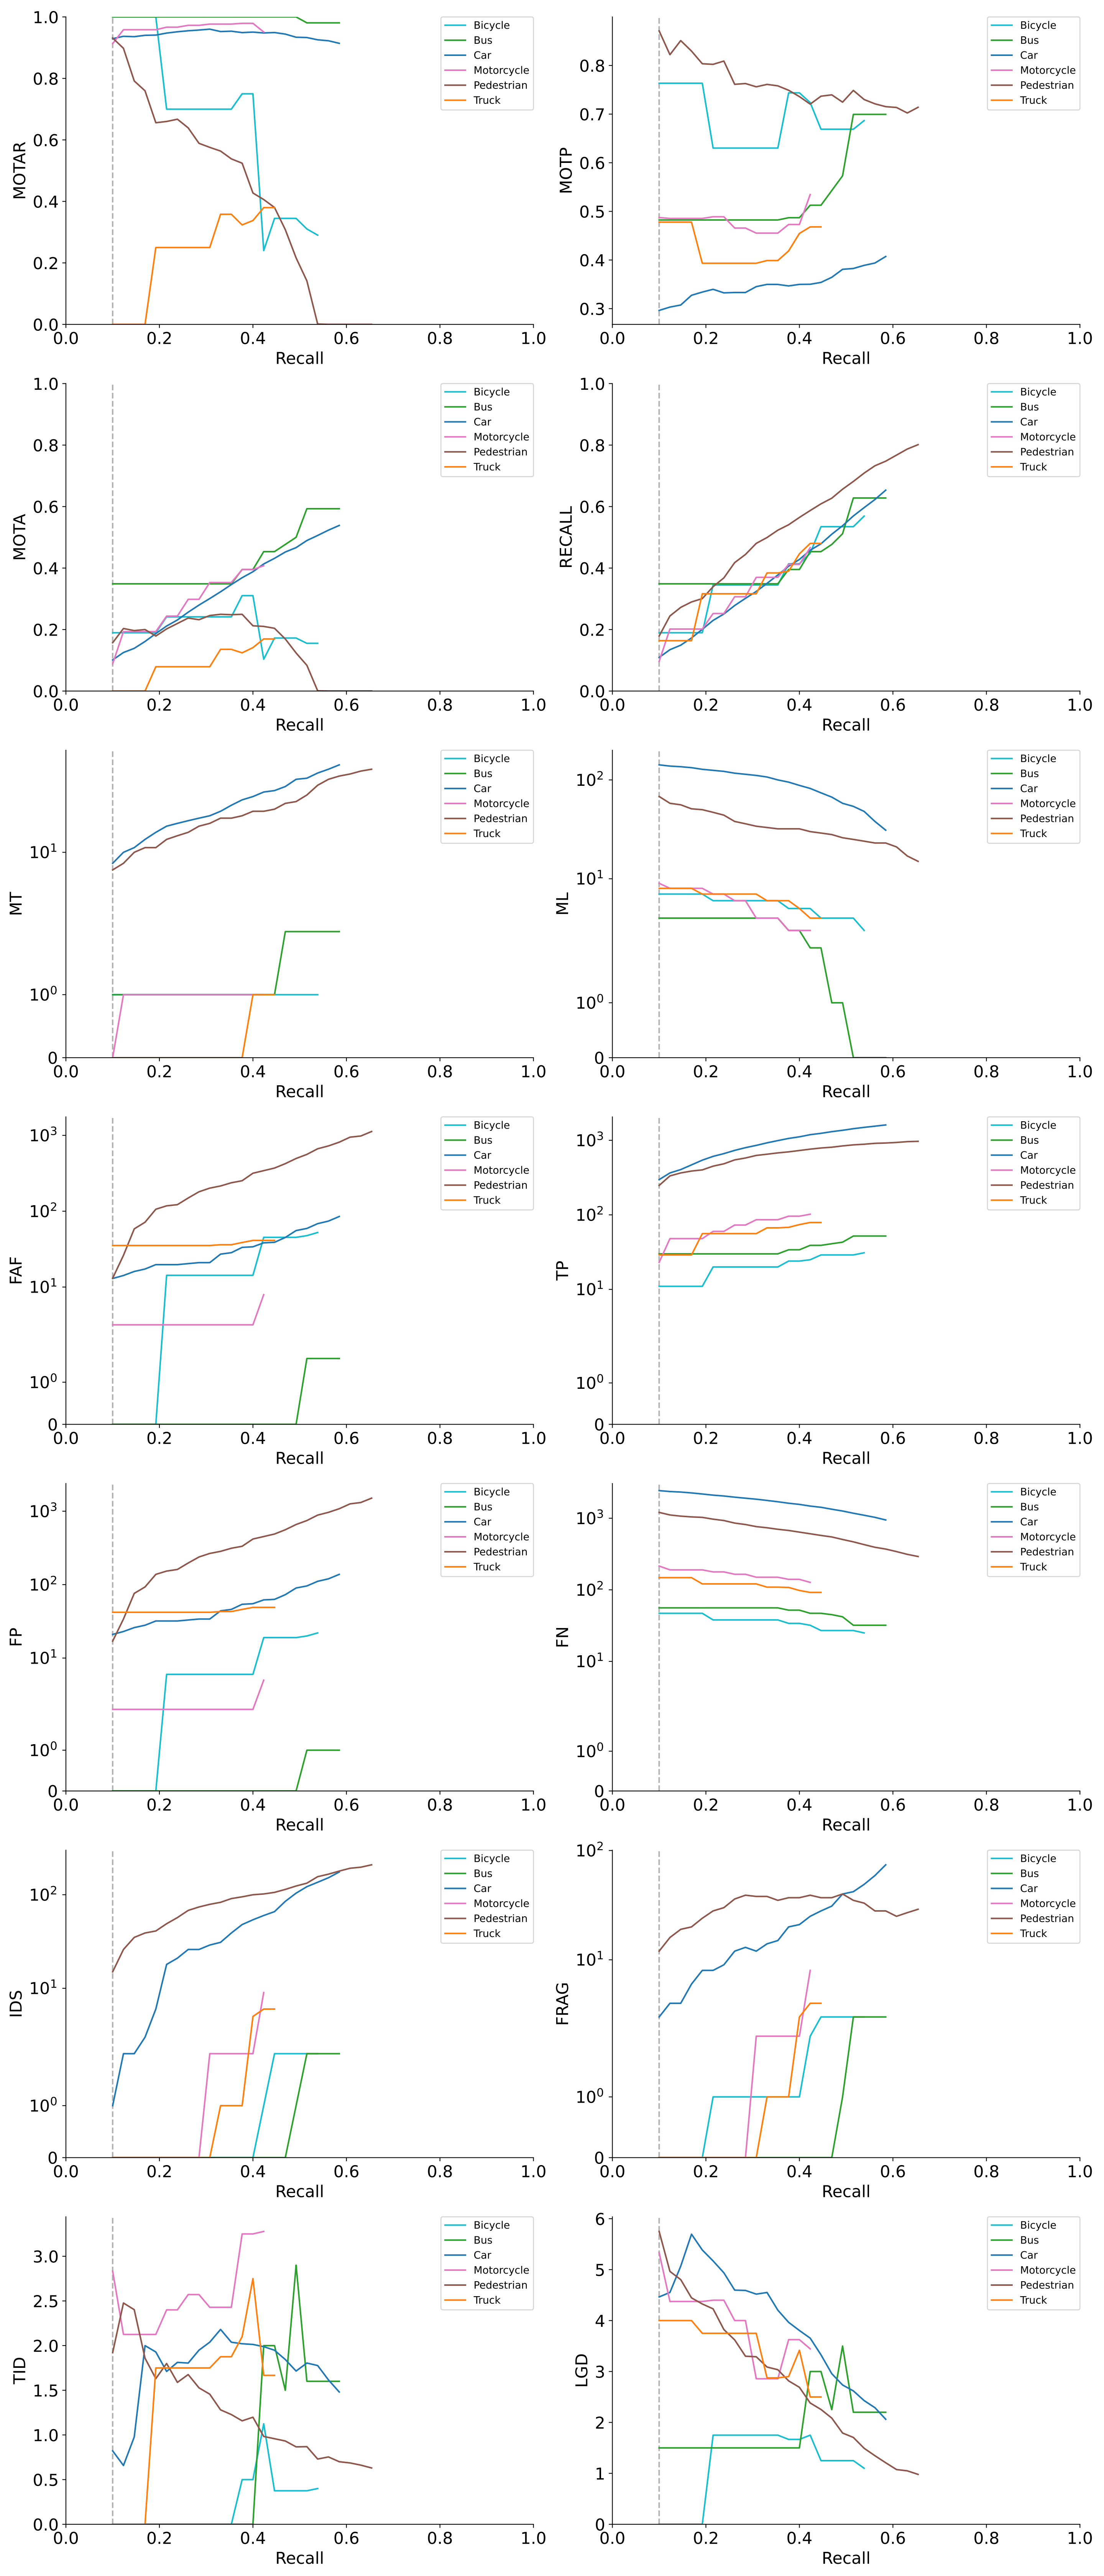 MOTAR
1.0
0.8
0.6
0.4
0.2
0.0
Bicycle
Bus
Car
Motorcycle
Pedestrian
Truck
0.0 0.2 0.4 0.6 0.8 1.0
Recall
MOTP
0.8
0.7
0.6
0.5
0.4
0.3
Bicycle
Bus
Car
Motorcycle
Pedestrian
Truck
0.0 0.2 0.4 0.6 0.8 1.0
Recall
MOTA
1.0
0.8
0.6
0.4
0.2
0.0
Bicycle
Bus
Car
Motorcycle
Pedestrian
Truck
0.0 0.2 0.4 0.6 0.8 1.0
Recall
RECALL
1.0
0.8
0.6
0.4
0.2
0.0
Bicycle
Bus
Car
Motorcycle
Pedestrian
Truck
0.0 0.2 0.4 0.6 0.8 1.0
Recall
MT
10¹
10⁰
0
Bicycle
Bus
Car
Motorcycle
Pedestrian
Truck
0.0 0.2 0.4 0.6 0.8 1.0
Recall
ML
10²
10¹
10⁰
0
Bicycle
Bus
Car
Motorcycle
Pedestrian
Truck
0.0 0.2 0.4 0.6 0.8 1.0
Recall
FAF
10³
10²
10¹
10⁰
0
Bicycle
Bus
Car
Motorcycle
Pedestrian
Truck
0.0 0.2 0.4 0.6 0.8 1.0
Recall
TP
10³
10²
10¹
10⁰
0
Bicycle
Bus
Car
Motorcycle
Pedestrian
Truck
0.0 0.2 0.4 0.6 0.8 1.0
Recall
FP
10³
10²
10¹
10⁰
0
Bicycle
Bus
Car
Motorcycle
Pedestrian
Truck
0.0 0.2 0.4 0.6 0.8 1.0
Recall
FN
10³
10²
10¹
10⁰
0
Bicycle
Bus
Car
Motorcycle
Pedestrian
Truck
0.0 0.2 0.4 0.6 0.8 1.0
Recall
IDS
10²
10¹
10⁰
0
Bicycle
Bus
Car
Motorcycle
Pedestrian
Truck
0.0 0.2 0.4 0.6 0.8 1.0
Recall
FRAG
10²
10¹
10⁰
0
Bicycle
Bus
Car
Motorcycle
Pedestrian
Truck
0.0 0.2 0.4 0.6 0.8 1.0
Recall
TID
3.0
2.5
2.0
1.5
1.0
0.5
0.0
Bicycle
Bus
Car
Motorcycle
Pedestrian
Truck
0.0 0.2 0.4 0.6 0.8 1.0
Recall
LGD
6
5
4
3
2
1
0
Bicycle
Bus
Car
Motorcycle
Pedestrian
Truck
0.0 0.2 0.4 0.6 0.8 1.0
Recall